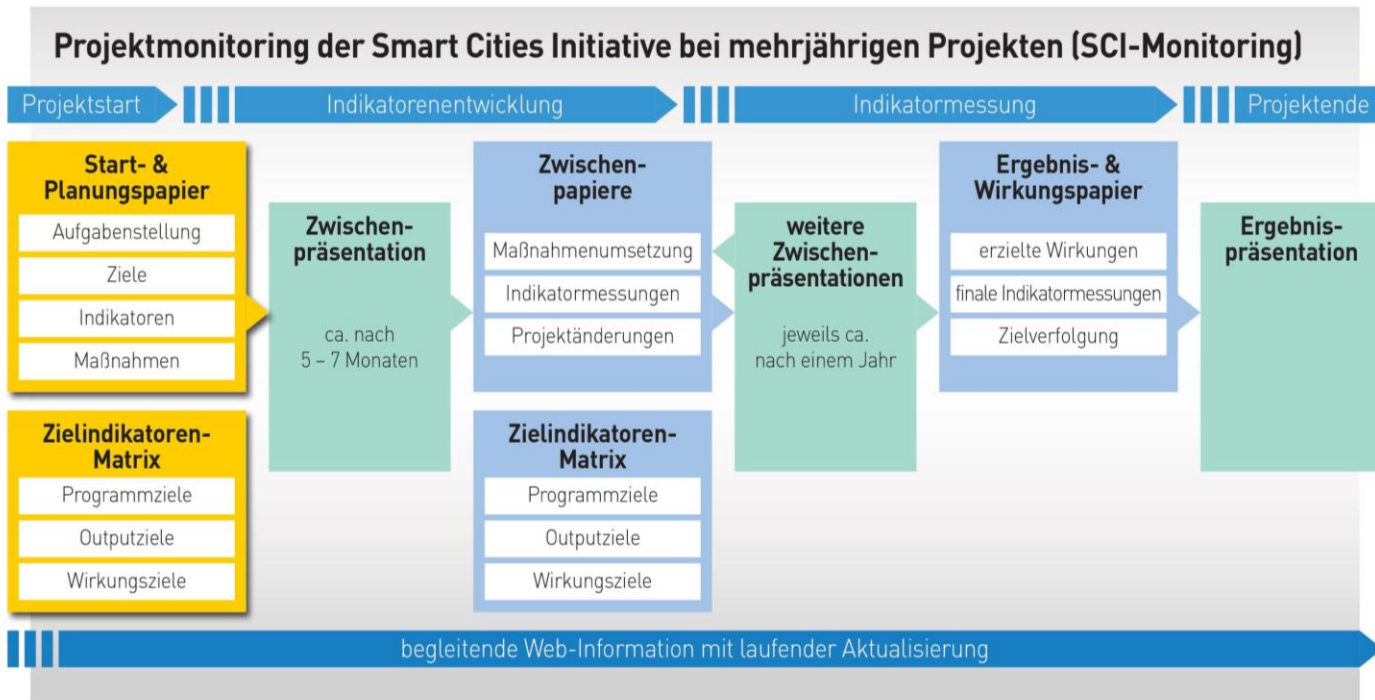 Projektmonitoring der Smart Cities Initiative bei mehrjährigen Projekten (SCI-Monitoring)
Projektstart
Indikatorenentwicklung
Indikatormessung
Projektende
Start- &
Planungspapier
Aufgabenstellung
Ziele
Indikatoren
Maßnahmen
Zielindikatoren-
Matrix
Programmziele
Outputziele
Wirkungsziele
Zwischen-
präsentation
ca. nach
5 – 7 Monaten
Zwischen-
papiere
Maßnahmenumsetzung
Indikatormessungen
Projektänderungen
Zielindikatoren-
Matrix
Programmziele
Outputziele
Wirkungsziele
weitere
Zwischen-
präsentationen
jeweils ca.
nach einem Jahr
Ergebnis- &
Wirkungspapier
erzielte Wirkungen
finale Indikatormessungen
Zielverfolgung
Ergebnis-
präsentation
begleitende Web-Information mit laufender Aktualisierung